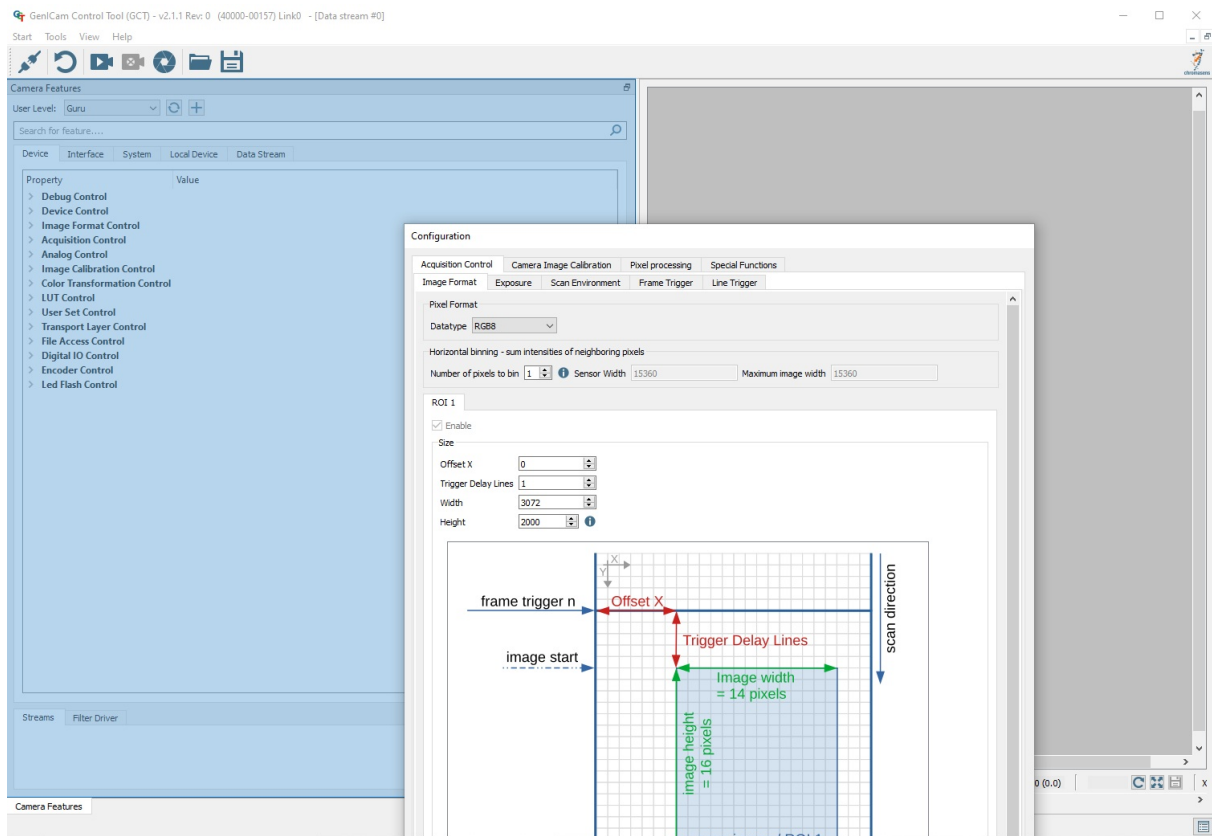 GenICam Control Tool (GCT) - v2.1.1 Rev: 0 (40000-00157) Link0 - [Data stream #0]
Start Tools View Help
Camera Features
User Level: Guru
Search for feature....
Device Interface System Local Device Data Stream
Property Value
Debug Control
Device Control
Image Format Control
Acquisition Control
Analog Control
Image Calibration Control
Color Transformation Control
LUT Control
User Set Control
Transport Layer Control
File Access Control
Digital IO Control
Encoder Control
Led Flash Control
Streams Filter Driver
Camera Features
Configuration
Acquisition Control Camera Image Calibration Pixel processing Special Functions
Image Format Exposure Scan Environment Frame Trigger Line Trigger
Pixel Format
Datatype RGB8
Horizontal binning - sum intensities of neighboring pixels
Number of pixels to bin 1 Sensor Width 15360 Maximum image width 15360
ROI 1
Enable
Size
Offset X 0
Trigger Delay Lines 1
Width 3072
Height 2000
X
Y
frame trigger n
Offset X
scan direction
Trigger Delay Lines
image start
Image width
= 14 pixels
image height
= 16 pixels
0 (0.0)
x